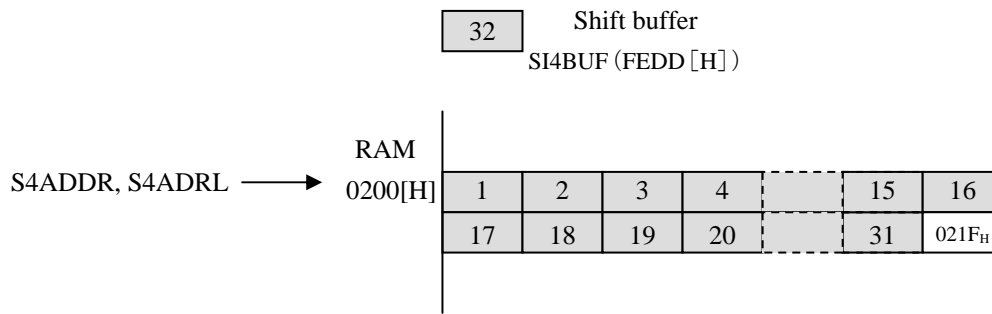 32 Shift buffer
SI4BUF（FEDD［H］）
RAM
S4ADDR, S4ADRL 0200[H] 1 2 3 4 15 16
17 18 19 20 31 021FH